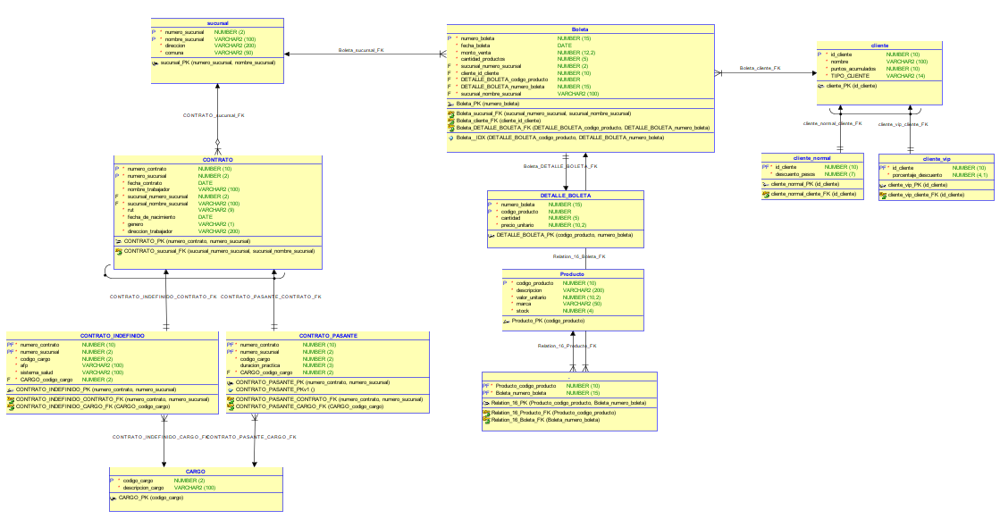 sucursal
P * numero_sucursal NUMBER (2)
P * nombre_sucursal VARCHAR2 (100)
* direccion VARCHAR2 (200)
* comuna VARCHAR2 (50)
sucursal_PK (numero_sucursal, nombre_sucursal)
Boleta_sucursal_FK
Boleta
P * numero_boleta NUMBER (15)
* fecha_boleta DATE
* monto_venta NUMBER (12,2)
* cantidad_productos NUMBER (5)
F * sucursal_numero_sucursal NUMBER (2)
F * cliente_id_cliente NUMBER (10)
F * DETALLE_BOLETA_codigo_producto NUMBER
F * DETALLE_BOLETA_numero_boleta NUMBER (15)
F * sucursal_nombre_sucursal VARCHAR2 (100)
Boleta_PK (numero_boleta)
Boleta_sucursal_FK (sucursal_numero_sucursal, sucursal_nombre_sucursal)
Boleta_cliente_FK (cliente_id_cliente)
Boleta_DETALLE_BOLETA_FK (DETALLE_BOLETA_codigo_producto, DETALLE_BOLETA_numero_boleta)
Boleta__IDX (DETALLE_BOLETA_codigo_producto, DETALLE_BOLETA_numero_boleta)
Boleta_cliente_FK
cliente
P * id_cliente NUMBER (10)
* nombre VARCHAR2 (100)
* puntos_acumulados NUMBER (10)
* TIPO_CLIENTE VARCHAR2 (14)
cliente_PK (id_cliente)
cliente_normal_cliente_FK
cliente_vip_cliente_FK
cliente_normal
PF * id_cliente NUMBER (10)
* descuento_pesos NUMBER (7)
cliente_normal_PK (id_cliente)
cliente_normal_cliente_FK (id_cliente)
cliente_vip
PF * id_cliente NUMBER (10)
* porcentaje_descuento NUMBER (4,1)
cliente_vip_PK (id_cliente)
cliente_vip_cliente_FK (id_cliente)
CONTRATO_sucursal_FK
CONTRATO
P * numero_contrato NUMBER (10)
P * numero_sucursal NUMBER (2)
* fecha_contrato DATE
* nombre_trabajador VARCHAR2 (100)
F * sucursal_numero_sucursal NUMBER (2)
F * sucursal_nombre_sucursal VARCHAR2 (100)
* rut VARCHAR2 (9)
* fecha_de_nacimiento DATE
* genero VARCHAR2 (1)
* direccion_trabajador VARCHAR2 (200)
CONTRATO_PK (numero_contrato, numero_sucursal)
CONTRATO_sucursal_FK (sucursal_numero_sucursal, sucursal_nombre_sucursal)
Boleta_DETALLE_BOLETA_FK
DETALLE_BOLETA
P * numero_boleta NUMBER (15)
P * codigo_producto NUMBER
* cantidad NUMBER (5)
* precio_unitario NUMBER (10,2)
DETALLE_BOLETA_PK (codigo_producto, numero_boleta)
Relation_16_Boleta_FK
Producto
P * codigo_producto NUMBER (10)
* descripcion VARCHAR2 (200)
* valor_unitario NUMBER (10,2)
* marca VARCHAR2 (50)
* stock NUMBER (4)
Producto_PK (codigo_producto)
Relation_16_Producto_FK
PF * Producto_codigo_producto NUMBER (10)
PF * Boleta_numero_boleta NUMBER (15)
Relation_16_PK (Producto_codigo_producto, Boleta_numero_boleta)
Relation_16_Producto_FK (Producto_codigo_producto)
Relation_16_Boleta_FK (Boleta_numero_boleta)
CONTRATO_INDEFINIDO_CONTRATO_FK
CONTRATO_PASANTE_CONTRATO_FK
CONTRATO_INDEFINIDO
PF * numero_contrato NUMBER (10)
PF * numero_sucursal NUMBER (2)
* codigo_cargo NUMBER (2)
* afp VARCHAR2 (100)
* sistema_salud VARCHAR2 (100)
F * CARGO_codigo_cargo NUMBER (2)
CONTRATO_INDEFINIDO_PK (numero_contrato, numero_sucursal)
CONTRATO_INDEFINIDO_CONTRATO_FK (numero_contrato, numero_sucursal)
CONTRATO_INDEFINIDO_CARGO_FK (CARGO_codigo_cargo)
CONTRATO_PASANTE
PF * numero_contrato NUMBER (10)
PF * numero_sucursal NUMBER (2)
* codigo_cargo NUMBER (2)
duracion_practica NUMBER (3)
F * CARGO_codigo_cargo NUMBER (2)
CONTRATO_PASANTE_PK (numero_contrato, numero_sucursal)
CONTRATO_PASANTE_PKv1 ()
CONTRATO_PASANTE_CONTRATO_FK (numero_contrato, numero_sucursal)
CONTRATO_PASANTE_CARGO_FK (CARGO_codigo_cargo)
CONTRATO_INDEFINIDO_CARGO_FK
CONTRATO_PASANTE_CARGO_FK
CARGO
P * codigo_cargo NUMBER (2)
* descripcion_cargo VARCHAR2 (100)
CARGO_PK (codigo_cargo)